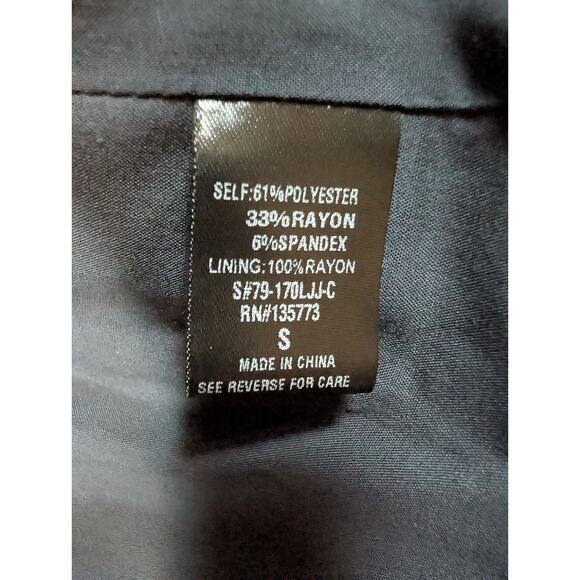 SELF:61%POLYESTER
33%RAYON
6%SPANDEX
LINING:100%RAYON
S#79-170LJJ-C
RN#135773
S
MADE IN CHINA
SEE REVERSE FOR CARE